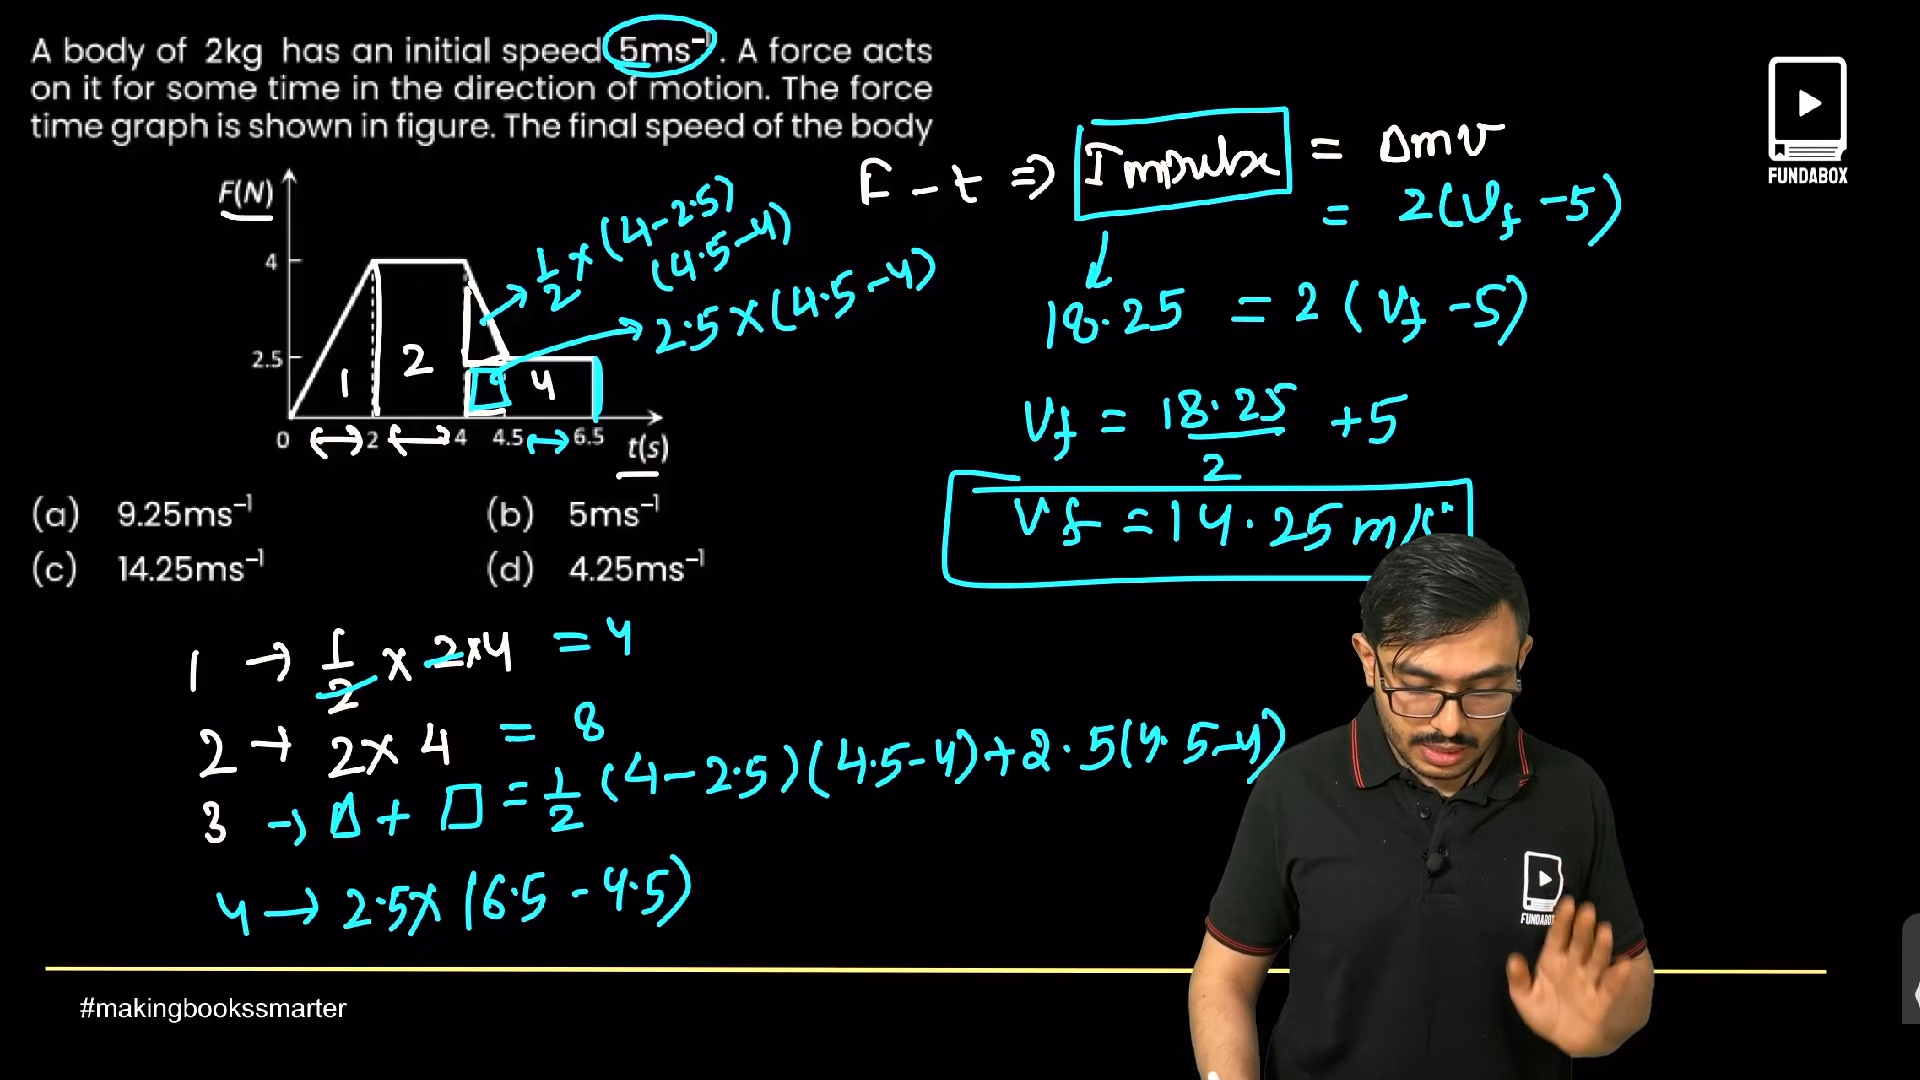 A body of 2kg has an initial speed 5ms⁻¹. A force acts
on it for some time in the direction of motion. The force
time graph is shown in figure. The final speed of the body
F(N)
4
2.5
0 2 4 4.5 6.5 t(s)
1 2 4
1/2 × (4-2.5)
(4.5-4)
2.5×(4.5-4)
F-t ⇒ Impulse = Δmv
= 2(Vf -5)
18.25 = 2(Vf -5)
Vf = 18.25/2 +5
Vf = 14.25 m/s
FUNDABOX
(a) 9.25ms⁻¹ (b) 5ms⁻¹
(c) 14.25ms⁻¹ (d) 4.25ms⁻¹
1 → 1/2 × 2×4 = 4
2 → 2×4 = 8
3 → Δ + □ = 1/2 (4-2.5)(4.5-4)+2.5(4.5-4)
4 → 2.5×(6.5-4.5)
FUNDABOX
#makingbookssmarter